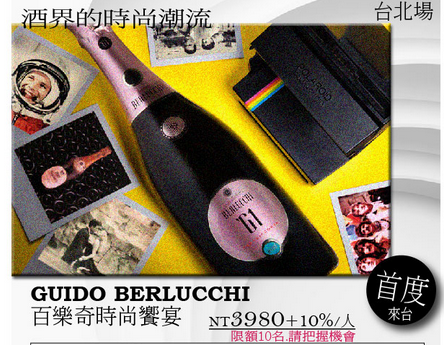 酒界的時尚潮流
台北場
BERLUCCHI
BERLUCCHI
'61
GUIDO BERLUCCHI
百樂奇時尚饗宴
NT3980+10%/人
限額10名,請把握機會
首度
來台